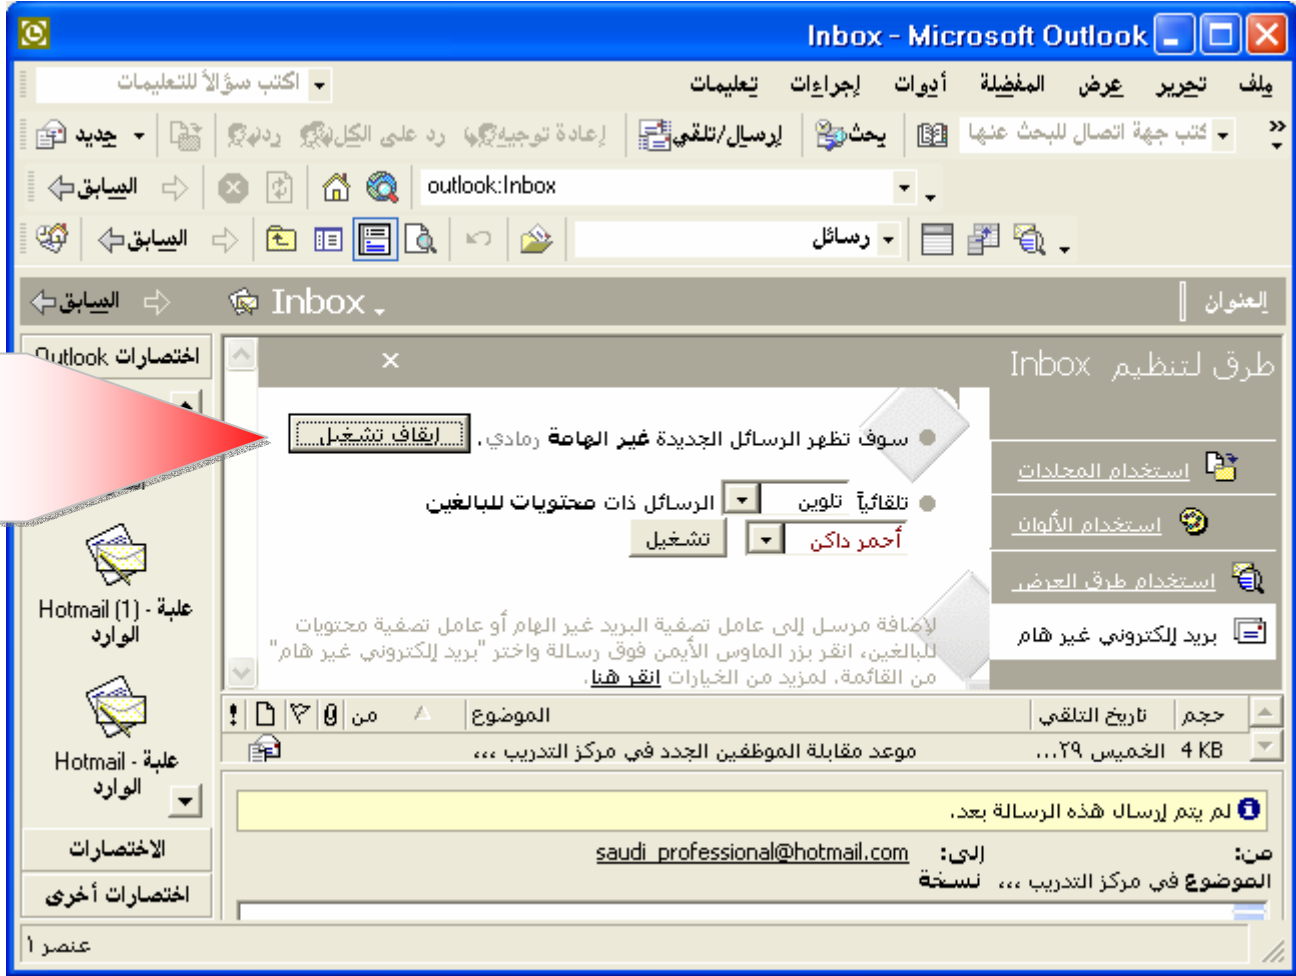 Inbox - Microsoft Outlook
ملف تحرير عرض المفضلة أدوات إجراءات تعليمات اكتب سؤالاً للتعليمات
جديد رد رد على الكل إعادة توجيه إرسال/تلقي بحث كتب جهة اتصال للبحث عنها
السابق outlook:Inbox
السابق رسائل
السابق Inbox العنوان
اختصارات Outlook
طرق لتنظيم Inbox
سوف تظهر الرسائل الجديدة غير الهامة رمادي. إيقاف تشغيل
استخدام المجلدات
تلقائياً تلوين الرسائل ذات محتويات للبالغين
استخدام الألوان
أحمر داكن تشغيل
استخدام طرق العرض
بريد إلكتروني غير هام
لإضافة مرسل إلى عامل تصفية البريد غير الهام أو عامل تصفية محتويات
للبالغين، انقر بزر الماوس الأيمن فوق رسالة واختر "بريد إلكتروني غير هام"
من القائمة. لمزيد من الخيارات انقر هنا.
علبة - Hotmail (1)
الوارد
علبة - Hotmail
الوارد
الاختصارات
اختصارات أخرى
من الموضوع تاريخ التلقي حجم
موعد مقابلة الموظفين الجدد في مركز التدريب ،،، الخميس ٢٩... 4 KB
لم يتم إرسال هذه الرسالة بعد.
من: إلى: saudi_professional@hotmail.com
الموضوع في مركز التدريب ،،، نسخة
عنصر ١